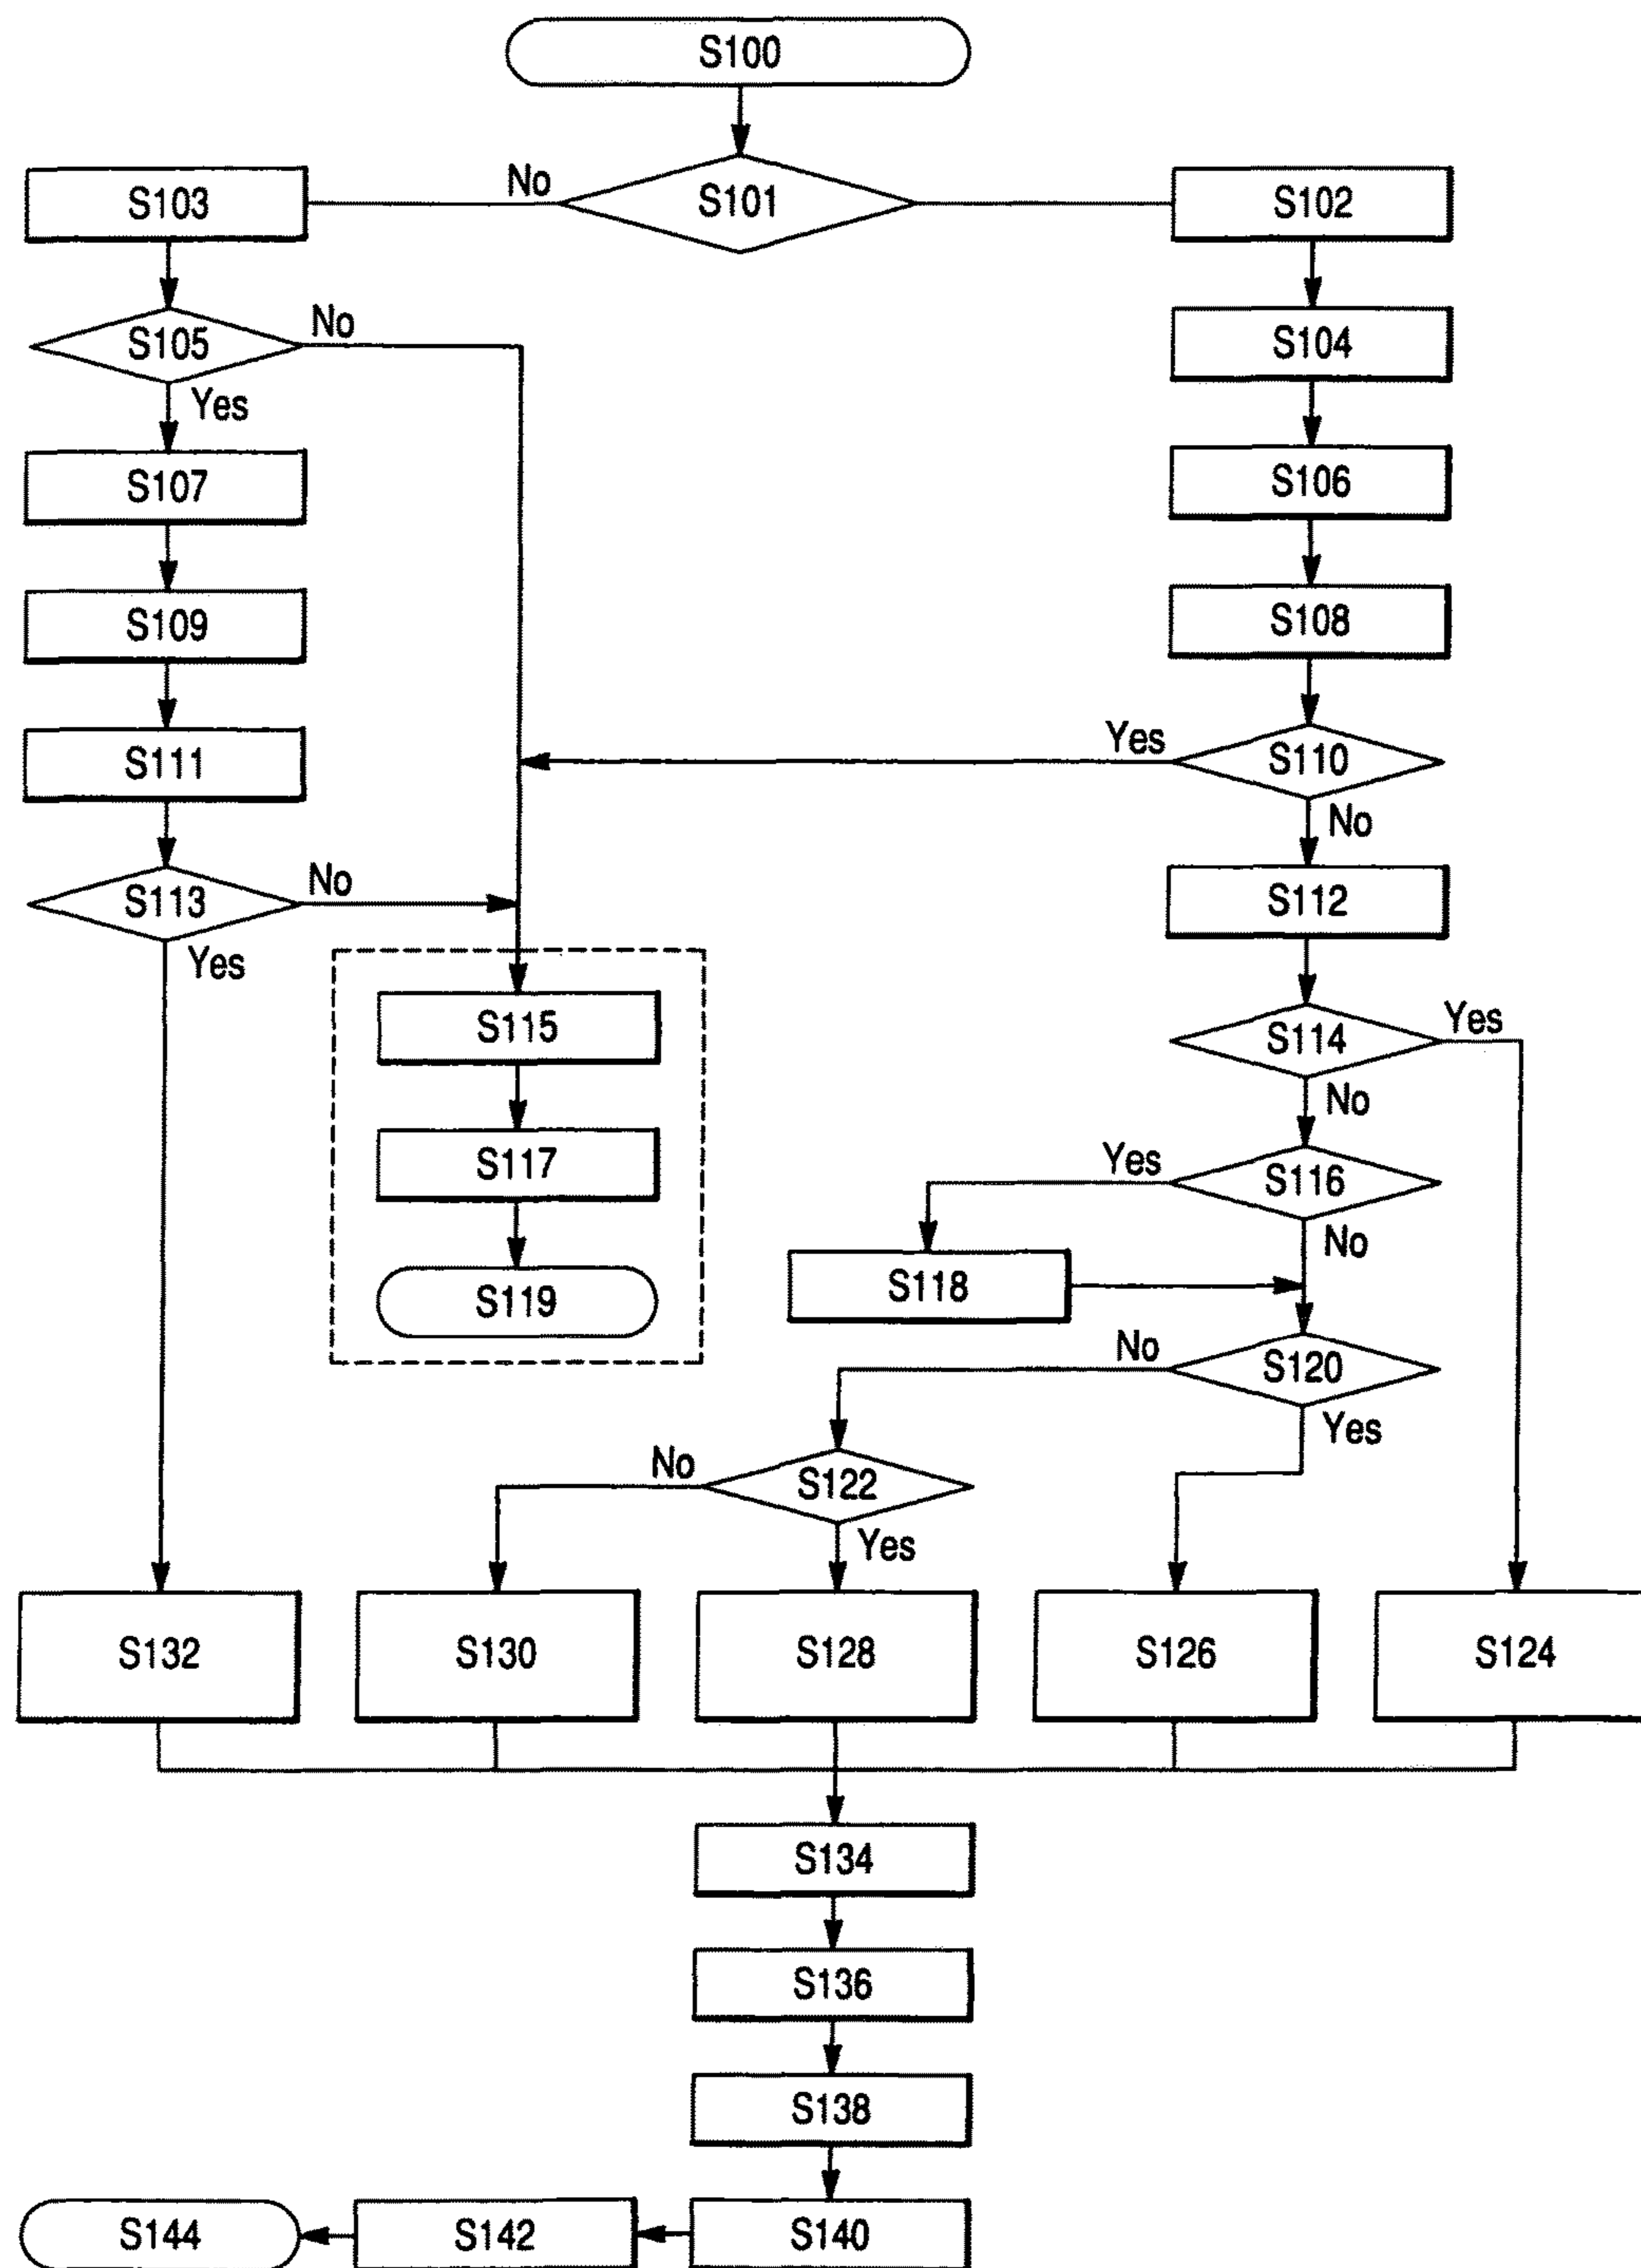 S100
No
S103
S101
S102
No
S105
S104
Yes
S107
S106
S109
S108
Yes
S111
S110
No
No
S113
S112
Yes
S115
S114
Yes
No
S117
Yes
S116
No
S119
S118
No
S120
Yes
No
S122
Yes
S132
S130
S128
S126
S124
S134
S136
S138
S144
S142
S140